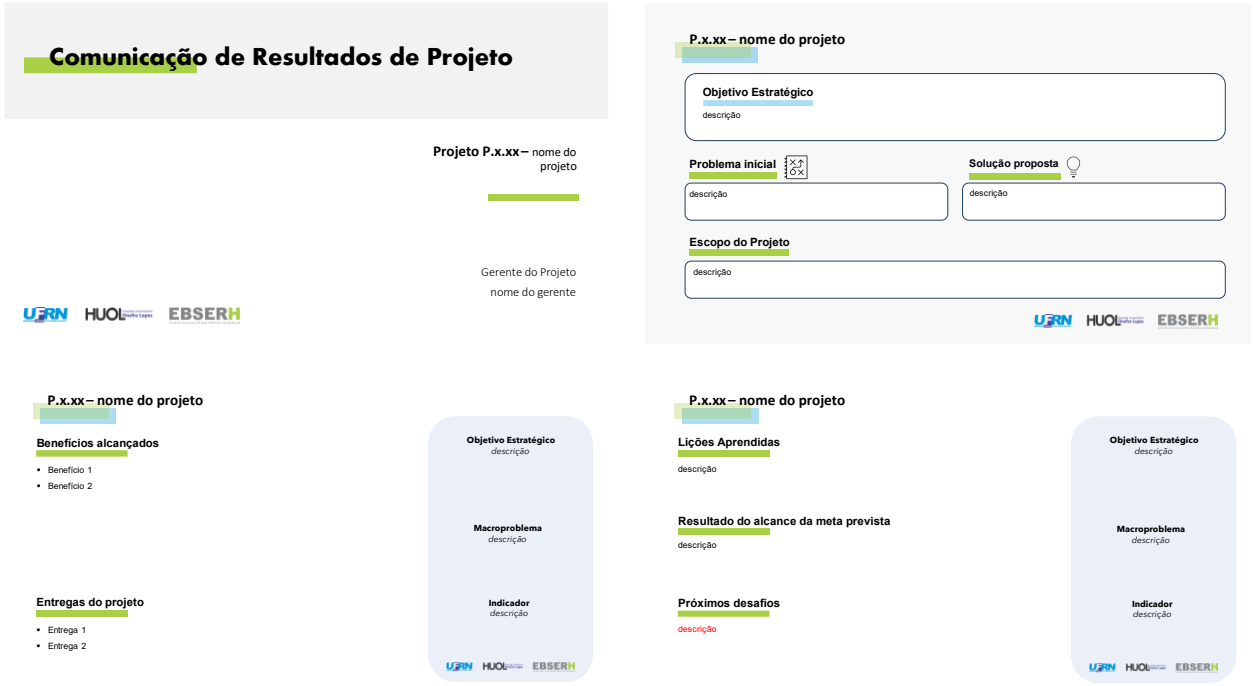 Comunicação de Resultados de Projeto
Projeto P.x.xx – nome do
projeto
Gerente do Projeto
nome do gerente
UFRN HUOL Onofre Lopes EBSERH
P.x.xx – nome do projeto
Objetivo Estratégico
descrição
Problema inicial
descrição
Solução proposta
descrição
Escopo do Projeto
descrição
UFRN HUOL EBSERH
P.x.xx – nome do projeto
Benefícios alcançados
▪ Benefício 1
▪ Benefício 2
Entregas do projeto
▪ Entrega 1
▪ Entrega 2
Objetivo Estratégico
descrição
Macroproblema
descrição
Indicador
descrição
UFRN HUOL EBSERH
P.x.xx – nome do projeto
Lições Aprendidas
descrição
Resultado do alcance da meta prevista
descrição
Próximos desafios
descrição
Objetivo Estratégico
descrição
Macroproblema
descrição
Indicador
descrição
UFRN HUOL EBSERH